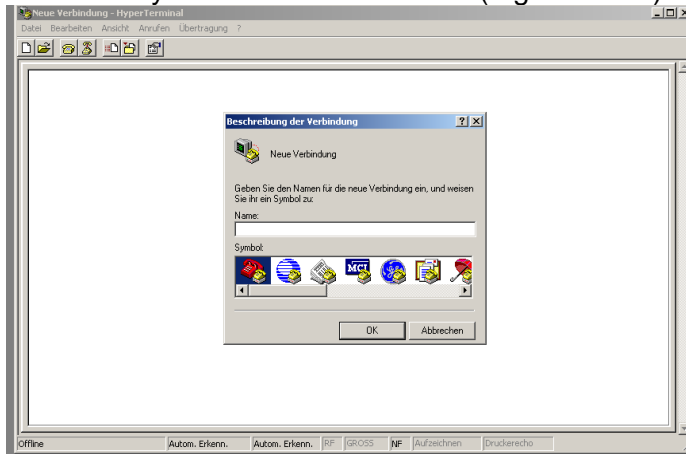 Neue Verbindung - HyperTerminal
Datei Bearbeiten Ansicht Anrufen Übertragung ?
Beschreibung der Verbindung
Neue Verbindung
Geben Sie den Namen für die neue Verbindung ein, und weisen
Sie ihr ein Symbol zu:
Name:
Symbol:
MCI
OK Abbrechen
Offline Autom. Erkenn. Autom. Erkenn. RF GROSS NF Aufzeichnen Druckerecho